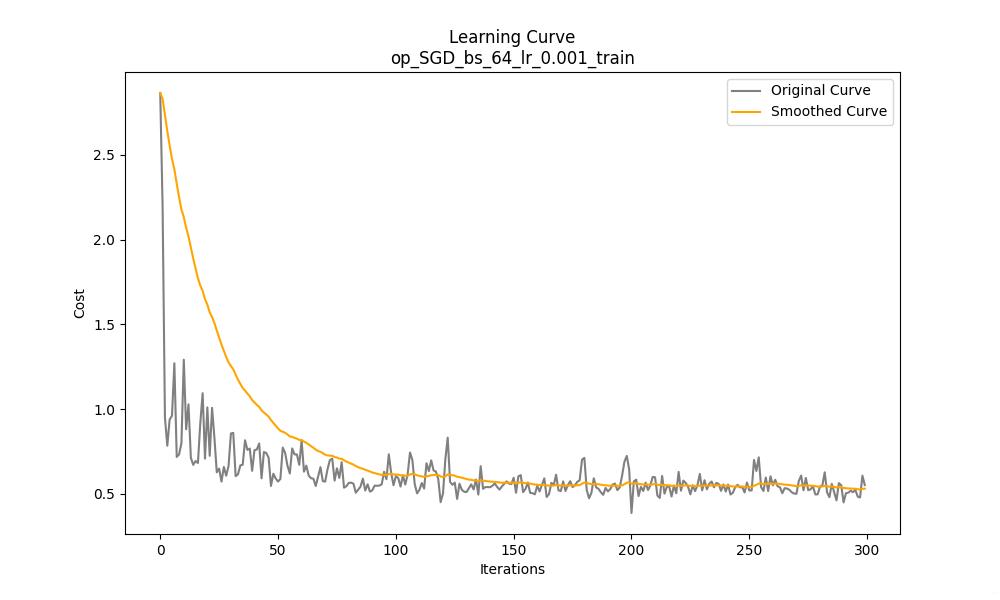 Learning Curve
op_SGD_bs_64_lr_0.001_train
Original Curve
Smoothed Curve
2.5
2.0
1.5
1.0
0.5
Cost
0
50
100
150
200
250
300
Iterations